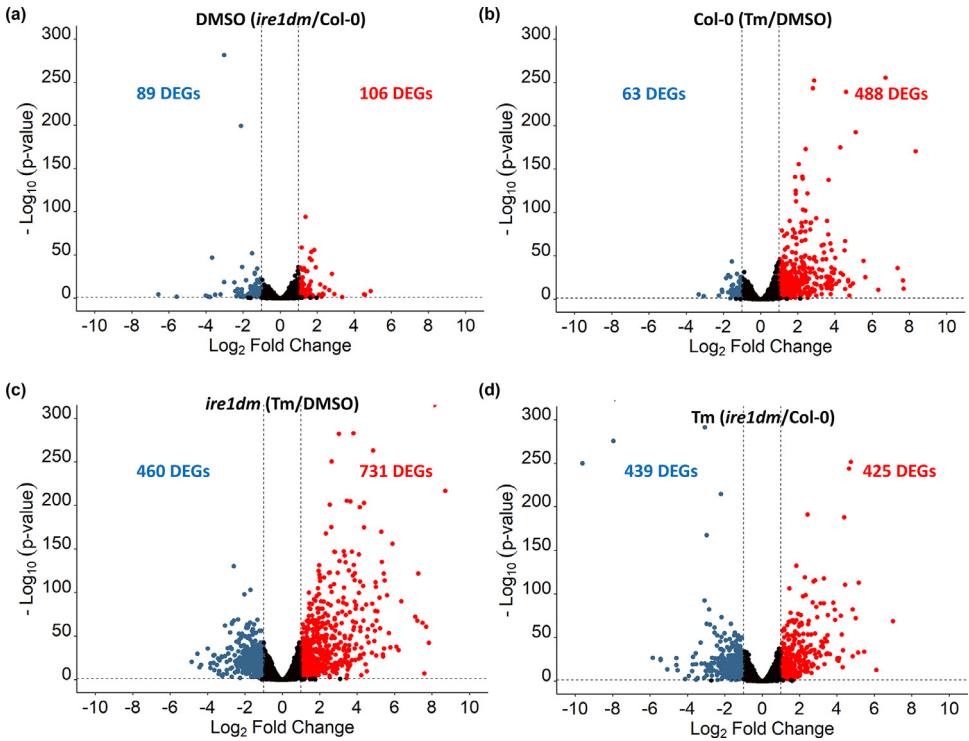 (a)
DMSO (ire1dm/Col-0)
89 DEGs
106 DEGs
- Log10 (p-value)
300
250
200
150
100
50
0
-10 -8 -6 -4 -2 0 2 4 6 8 10
Log2 Fold Change
(b)
Col-0 (Tm/DMSO)
63 DEGs
488 DEGs
- Log10 (p-value)
300
250
200
150
100
50
0
-10 -8 -6 -4 -2 0 2 4 6 8 10
Log2 Fold Change
(c)
ire1dm (Tm/DMSO)
460 DEGs
731 DEGs
- Log10 (p-value)
300
250
200
150
100
50
0
-10 -8 -6 -4 -2 0 2 4 6 8 10
Log2 Fold Change
(d)
Tm (ire1dm/Col-0)
439 DEGs
425 DEGs
- Log10 (p-value)
300
250
200
150
100
50
0
-10 -8 -6 -4 -2 0 2 4 6 8 10
Log2 Fold Change